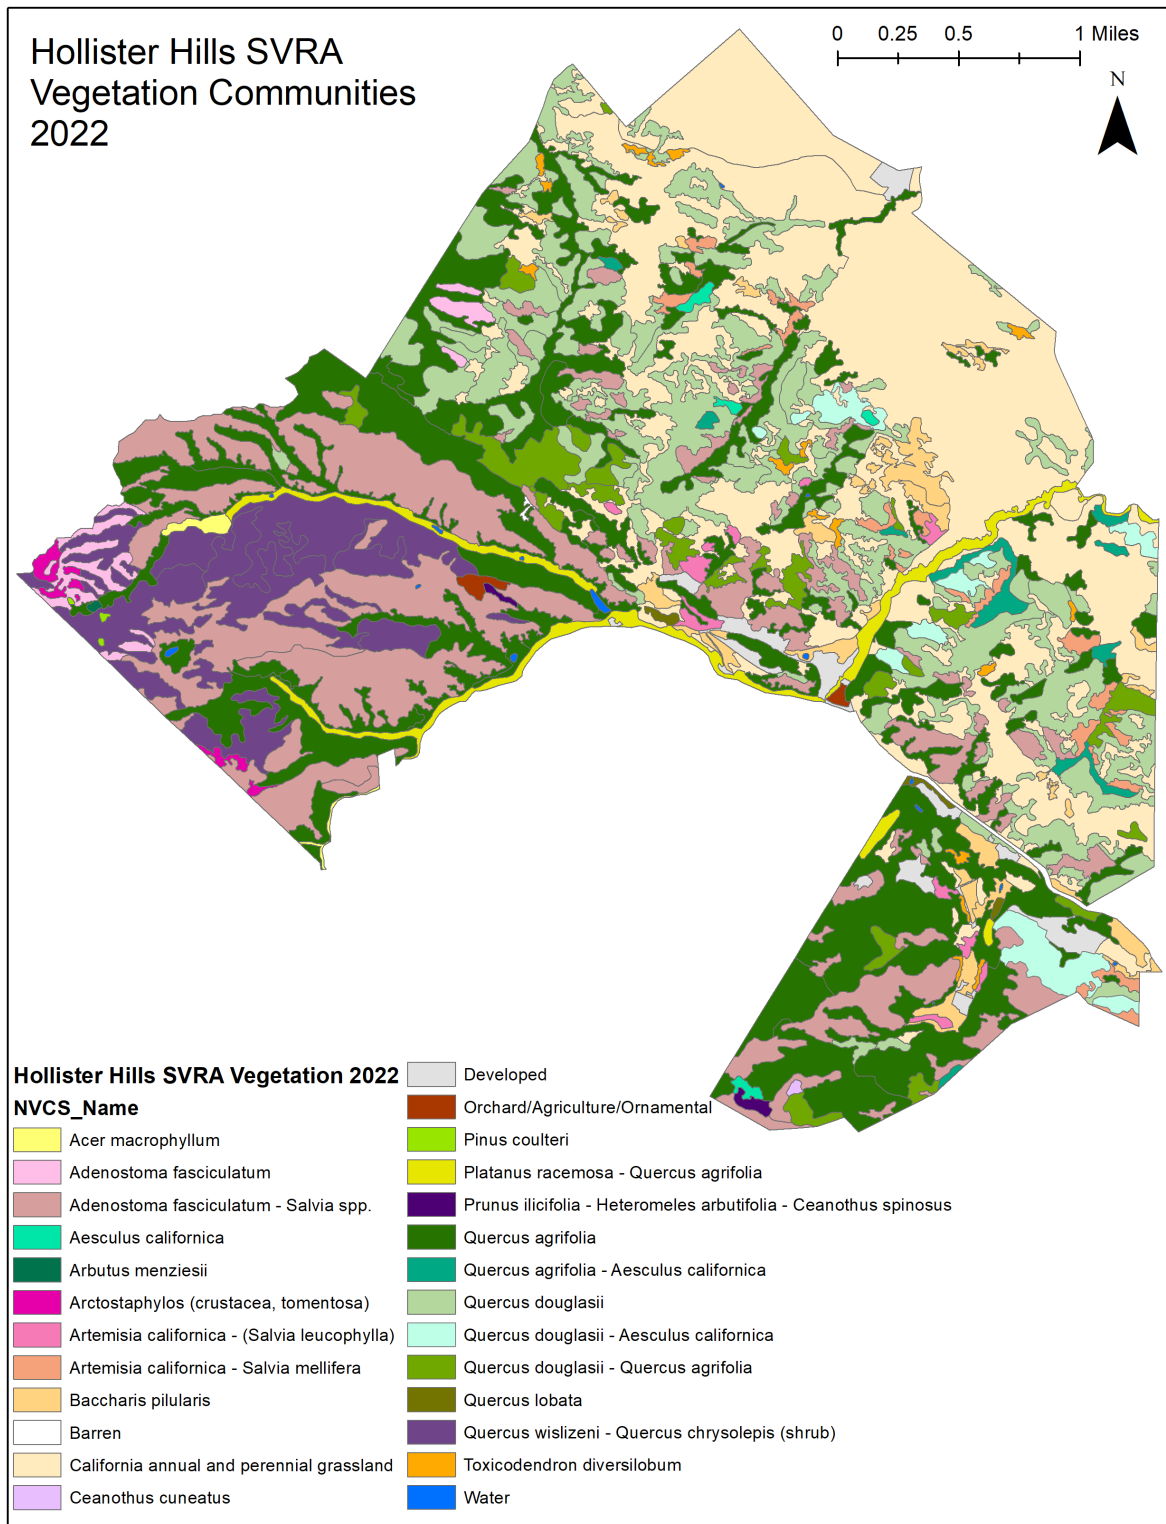 Hollister Hills SVRA
Vegetation Communities
2022
0 0.25 0.5 1 Miles
N
Hollister Hills SVRA Vegetation 2022
NVCS_Name
Acer macrophyllum
Adenostoma fasciculatum
Adenostoma fasciculatum - Salvia spp.
Aesculus californica
Arbutus menziesii
Arctostaphylos (crustacea, tomentosa)
Artemisia californica - (Salvia leucophylla)
Artemisia californica - Salvia mellifera
Baccharis pilularis
Barren
California annual and perennial grassland
Ceanothus cuneatus
Developed
Orchard/Agriculture/Ornamental
Pinus coulteri
Platanus racemosa - Quercus agrifolia
Prunus ilicifolia - Heteromeles arbutifolia - Ceanothus spinosus
Quercus agrifolia
Quercus agrifolia - Aesculus californica
Quercus douglasii
Quercus douglasii - Aesculus californica
Quercus douglasii - Quercus agrifolia
Quercus lobata
Quercus wislizeni - Quercus chrysolepis (shrub)
Toxicodendron diversilobum
Water